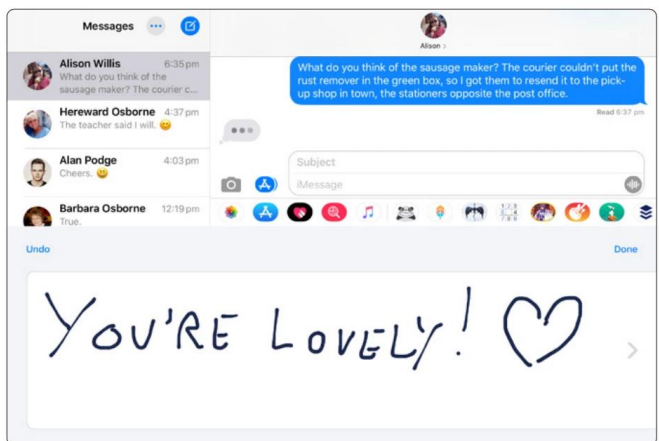 Messages
Alison
Alison Willis 6:35 pm
What do you think of the
sausage maker? The courier c...
Hereward Osborne 4:37 pm
The teacher said I will. 😊
Alan Podge 4:03 pm
Cheers. 😀
Barbara Osborne 12:19 pm
True.
What do you think of the sausage maker? The courier couldn't put the
rust remover in the green box, so I got them to resend it to the pick-
up shop in town, the stationers opposite the post office.
Read 6:37 pm
Subject
iMessage
Undo
Done
YOU'RE LOVELY! ♡